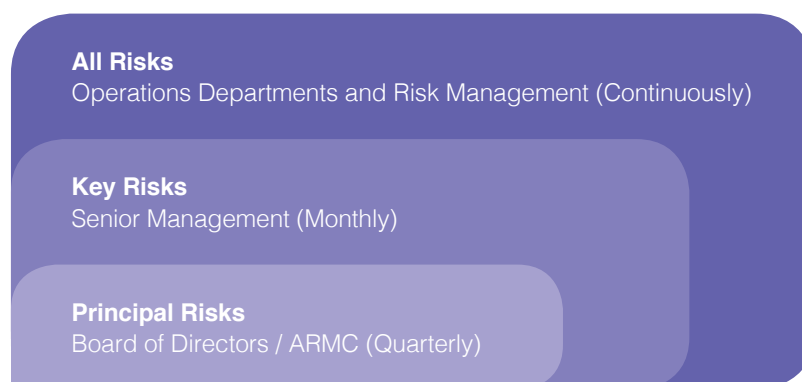 All Risks
Operations Departments and Risk Management (Continuously)
Key Risks
Senior Management (Monthly)
Principal Risks
Board of Directors / ARMC (Quarterly)